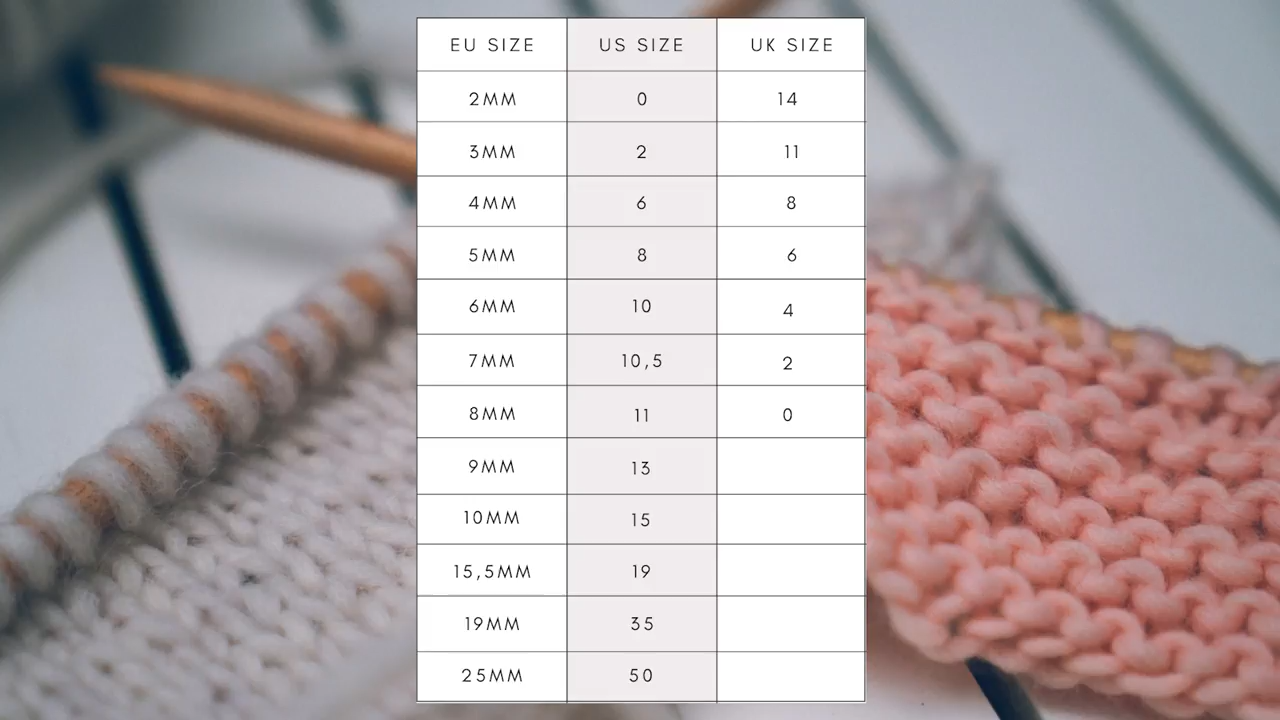 EU SIZE US SIZE UK SIZE
2MM 0 14
3MM 2 11
4MM 6 8
5MM 8 6
6MM 10 4
7MM 10,5 2
8MM 11 0
9MM 13
10MM 15
15,5MM 19
19MM 35
25MM 50